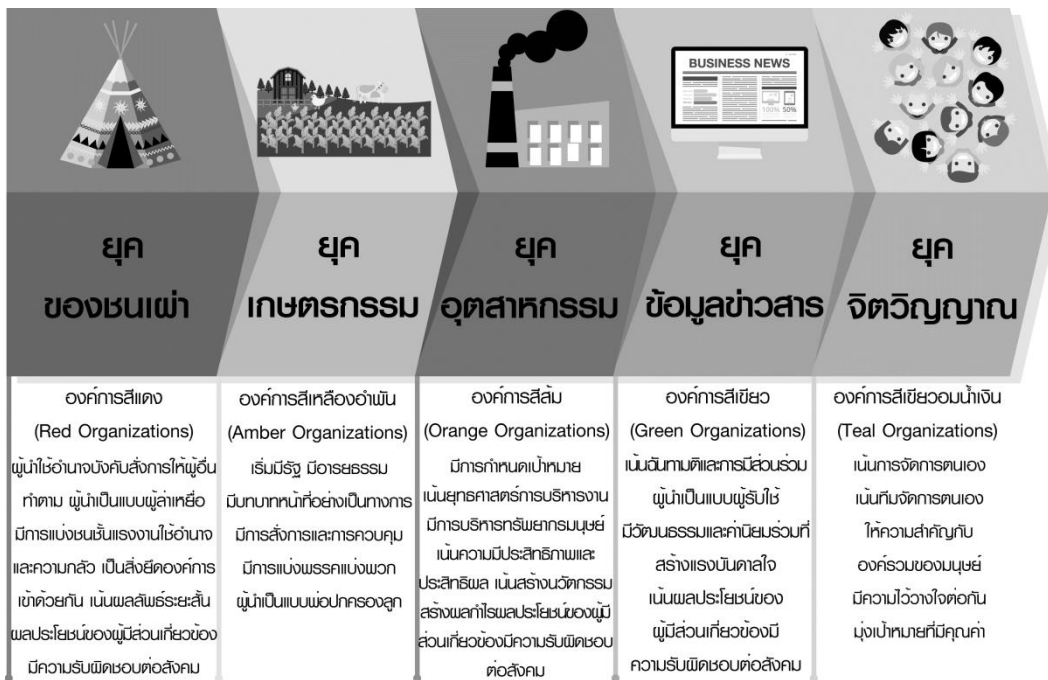 BUSINESS NEWS
100% 50%
ยุค
ของชนเผ่า
ยุค
เกษตรกรรม
ยุค
อุตสาหกรรม
ยุค
ข้อมูลข่าวสาร
ยุค
จิตวิญญาณ
องค์การสีแดง
(Red Organizations)
ผู้นำใช้อำนาจบังคับสั่งการให้ผู้อื่น
ทำตาม ผู้นำเป็นแบบผู้ล่าเหยื่อ
มีการแบ่งชนชั้นแรงงานใช้อำนาจ
และความกลัว เป็นสิ่งยึดองค์การ
เข้าด้วยกัน เน้นผลลัพธ์ระยะสั้น
ผลประโยชน์ของผู้มีส่วนเกี่ยวข้อง
มีความรับผิดชอบต่อสังคม
องค์การสีเหลืองอำพัน
(Amber Organizations)
เริ่มมีรัฐ มีอารยธรรม
มีบทบาทหน้าที่อย่างเป็นทางการ
มีการสั่งการและการควบคุม
มีการแบ่งพรรคแบ่งพวก
ผู้นำเป็นแบบพ่อปกครองลูก
องค์การสีส้ม
(Orange Organizations)
มีการกำหนดเป้าหมาย
เน้นยุทธศาสตร์การบริหารงาน
มีการบริหารทรัพยากรมนุษย์
เน้นความมีประสิทธิภาพและ
ประสิทธิผล เน้นสร้างนวัตกรรม
สร้างผลกำไรผลประโยชน์ของผู้มี
ส่วนเกี่ยวข้องมีความรับผิดชอบ
ต่อสังคม
องค์การสีเขียว
(Green Organizations)
เน้นฉันทามติและการมีส่วนร่วม
ผู้นำเป็นแบบผู้รับใช้
มีวัฒนธรรมและค่านิยมร่วมที่
สร้างแรงบันดาลใจ
เน้นผลประโยชน์ของ
ผู้มีส่วนเกี่ยวข้องมี
ความรับผิดชอบต่อสังคม
องค์การสีเขียวอมน้ำเงิน
(Teal Organizations)
เน้นการจัดการตนเอง
เน้นทีมจัดการตนเอง
ให้ความสำคัญกับ
องค์รวมของมนุษย์
มีความไว้วางใจต่อกัน
มุ่งเป้าหมายที่มีคุณค่า